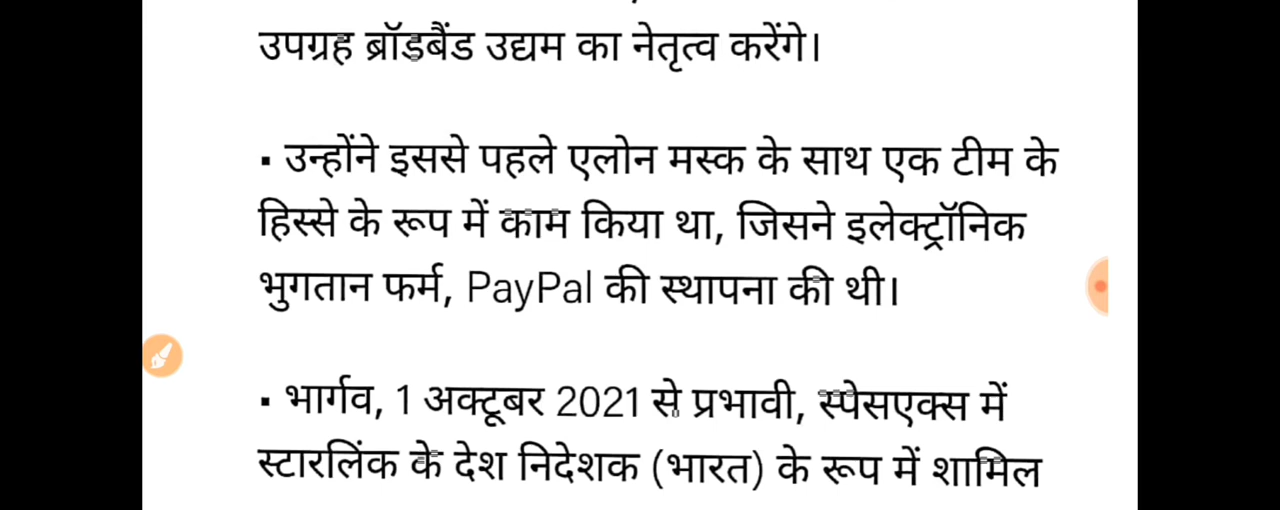 उपग्रह ब्रॉडबैंड उद्यम का नेतृत्व करेंगे।
▪ उन्होंने इससे पहले एलोन मस्क के साथ एक टीम के
हिस्से के रूप में काम किया था, जिसने इलेक्ट्रॉनिक
भुगतान फर्म, PayPal की स्थापना की थी।
▪ भार्गव, 1 अक्टूबर 2021 से प्रभावी, स्पेसएक्स में
स्टारलिंक के देश निदेशक (भारत) के रूप में शामिल